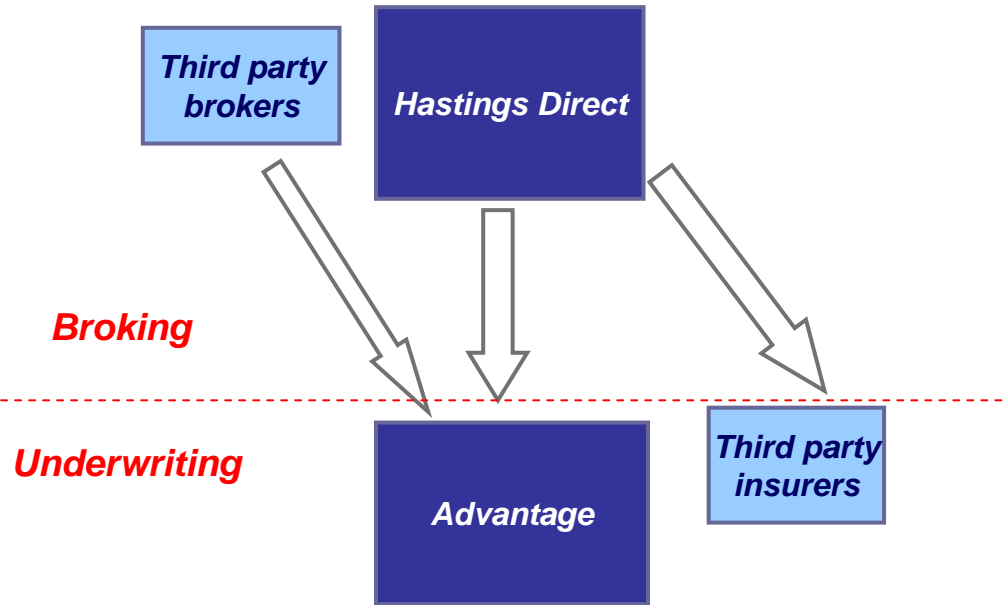 Third party
brokers
Hastings Direct
Broking
Underwriting
Advantage
Third party
insurers